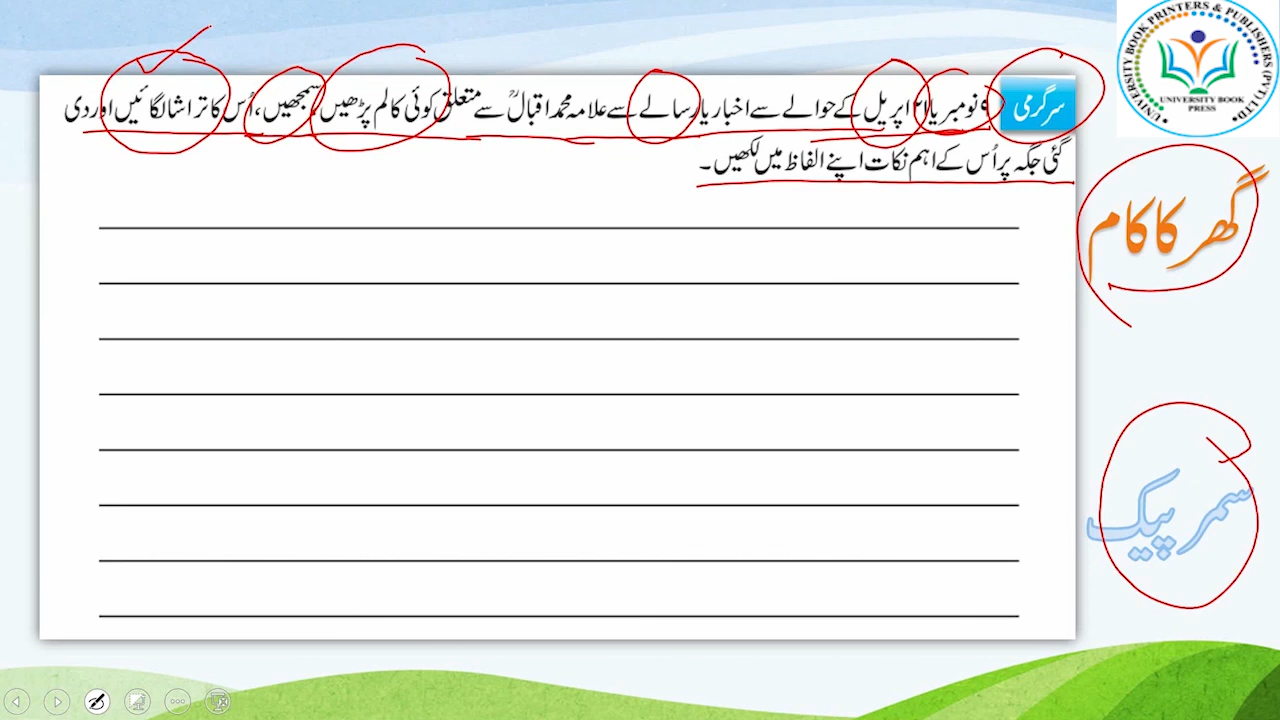 سرگرمی ۹ نومبر یا ۲۱ اپریل کے حوالے سے اخبار یا رسالے سے علامہ محمد اقبالؒ سے متعلق کوئی کالم پڑھیں، سمجھیں، اُس کا تراشا لگائیں اور دی
گئی جگہ پر اُس کے اہم نکات اپنے الفاظ میں لکھیں۔
گھر کا کام
سمر پیک
UNIVERSITY BOOK PRINTERS & PUBLISHERS (PVT) LTD.
UNIVERSITY BOOK
PRESS